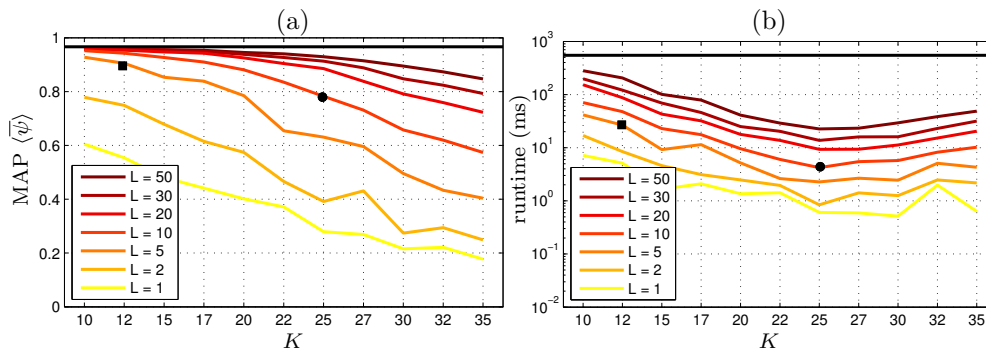 (a)
MAP ⟨ψ̅⟩
1
0.8
0.6
0.4
0.2
0
L = 50
L = 30
L = 20
L = 10
L = 5
L = 2
L = 1
10 12 15 17 20 22 25 27 30 32 35
K
(b)
runtime (ms)
10³
10²
10¹
10⁰
10⁻¹
10⁻²
L = 50
L = 30
L = 20
L = 10
L = 5
L = 2
L = 1
10 12 15 17 20 22 25 27 30 32 35
K